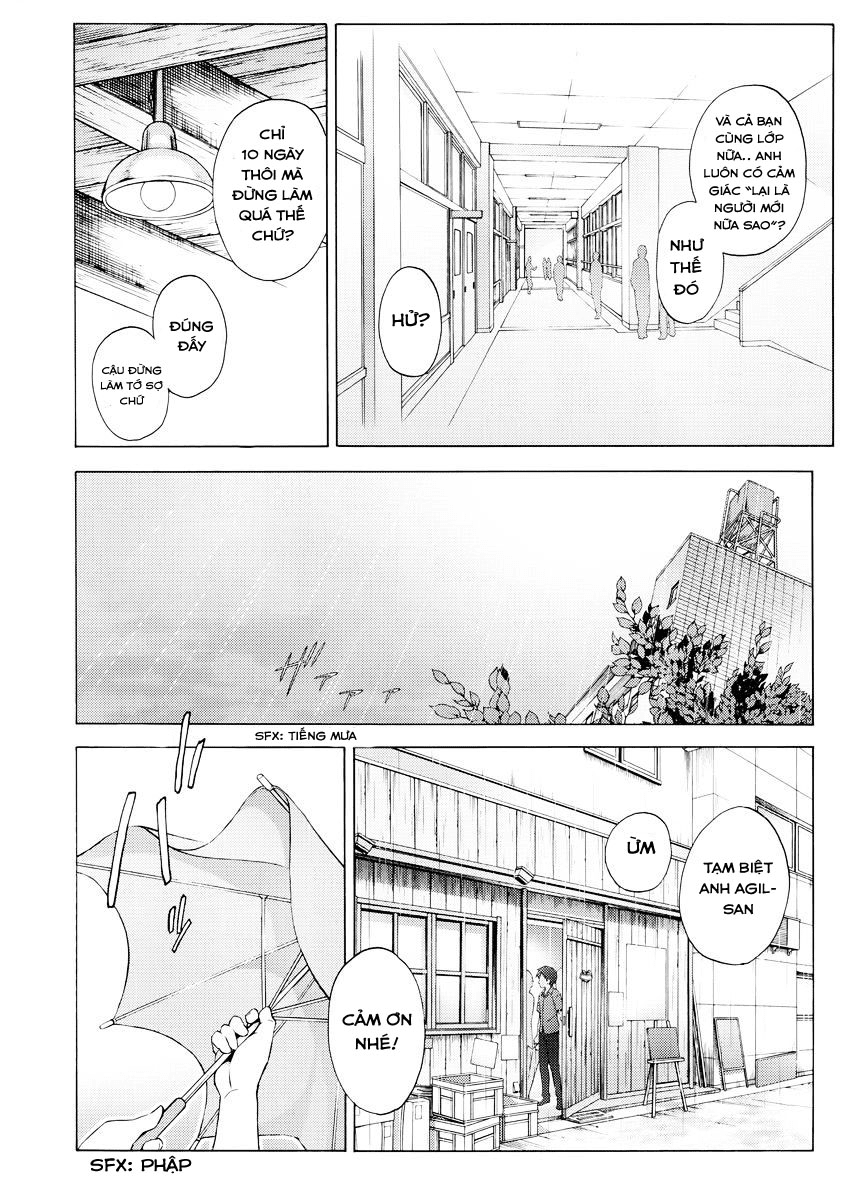 VÀ CẢ BẠN
CÙNG LỚP
NỮA.. ANH
LUÔN CÓ CẢM
GIÁC "LẠI LÀ
NGƯỜI MỚI
NỮA SAO"?
NHƯ
THẾ
ĐÓ
HỬ?
CHỈ
10 NGÀY
THÔI MÀ
ĐỪNG LÀM
QUÁ THẾ
CHỨ?
ĐÚNG
ĐẤY
CẬU ĐỪNG
LÀM TỚ SỢ
CHỨ
SFX: TIẾNG MƯA
TẠM BIỆT
ANH AGIL-
SAN
ỪM
CẢM ƠN
NHÉ!
SFX: PHẬP